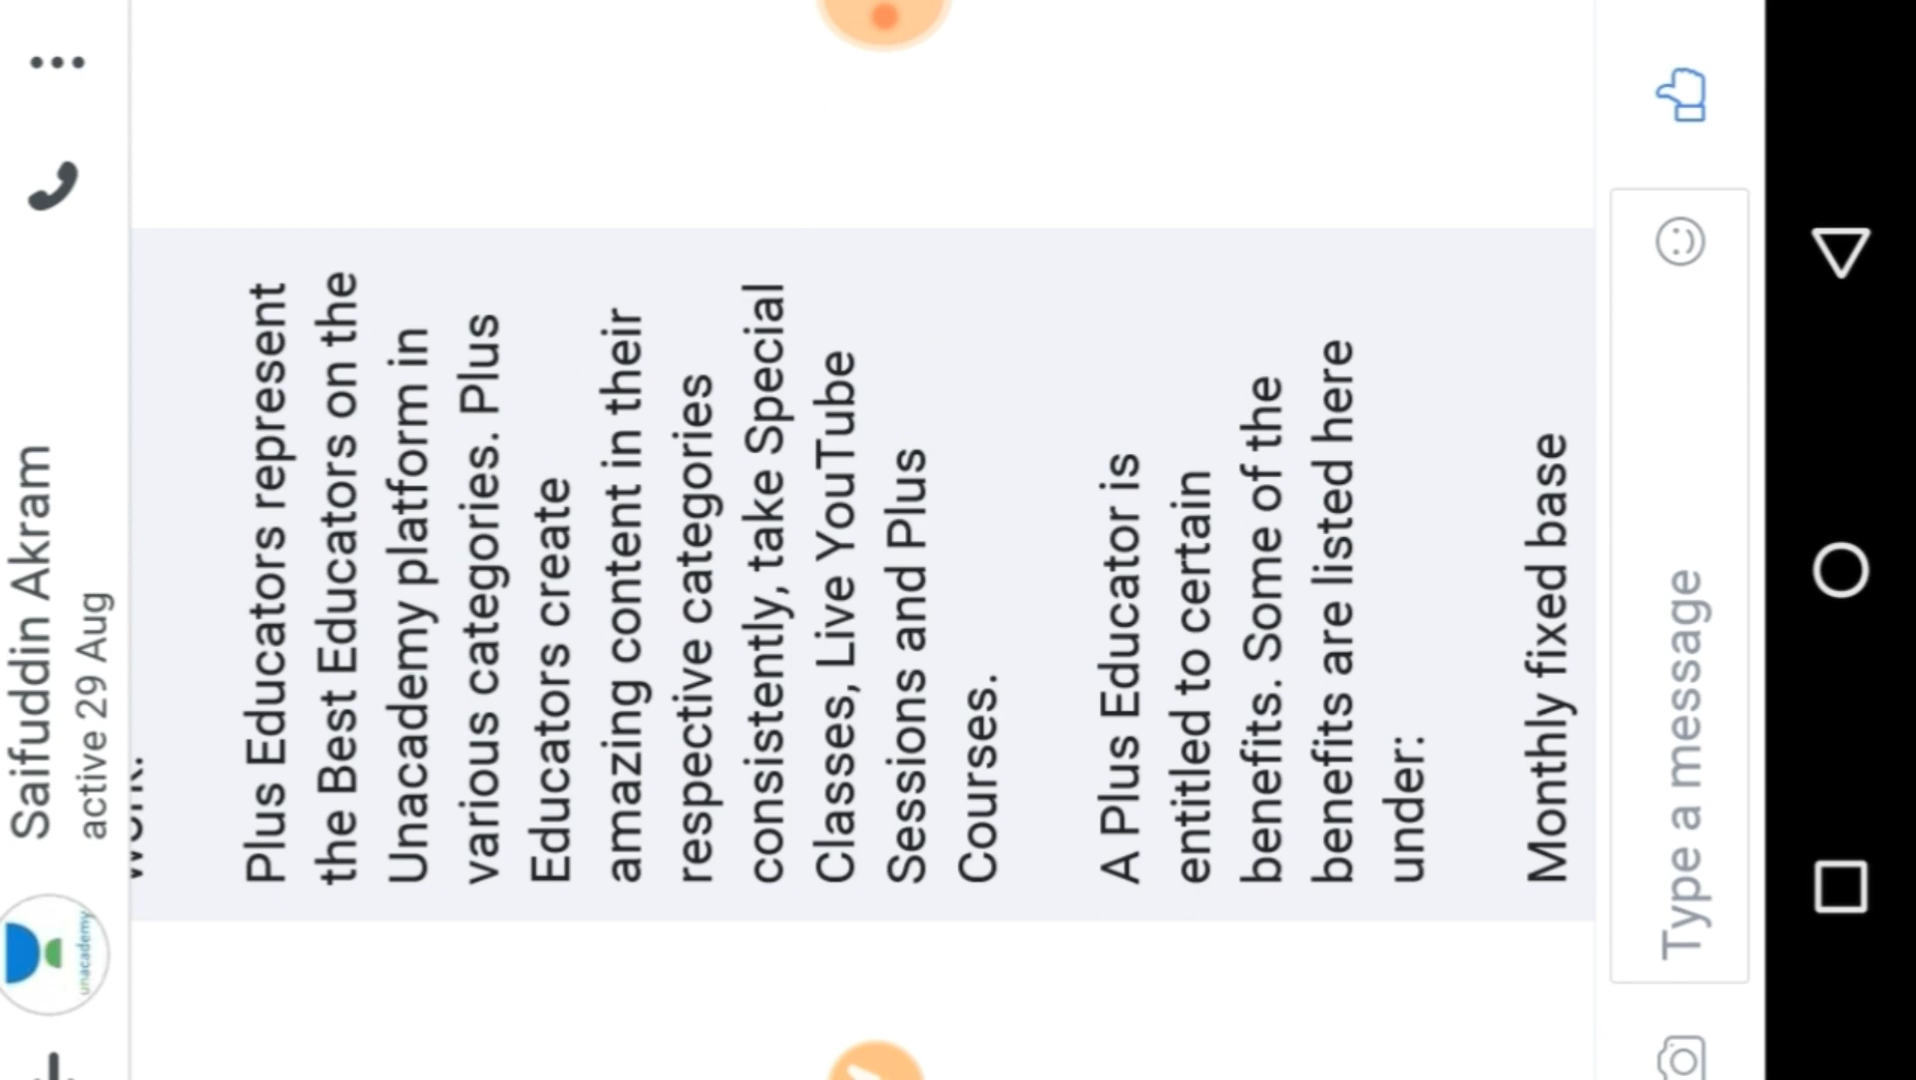 Saifuddin Akram
active 29 Aug
unacademy
work.
Plus Educators represent
the Best Educators on the
Unacademy platform in
various categories. Plus
Educators create
amazing content in their
respective categories
consistently, take Special
Classes, Live YouTube
Sessions and Plus
Courses.
A Plus Educator is
entitled to certain
benefits. Some of the
benefits are listed here
under:
Monthly fixed base
Type a message